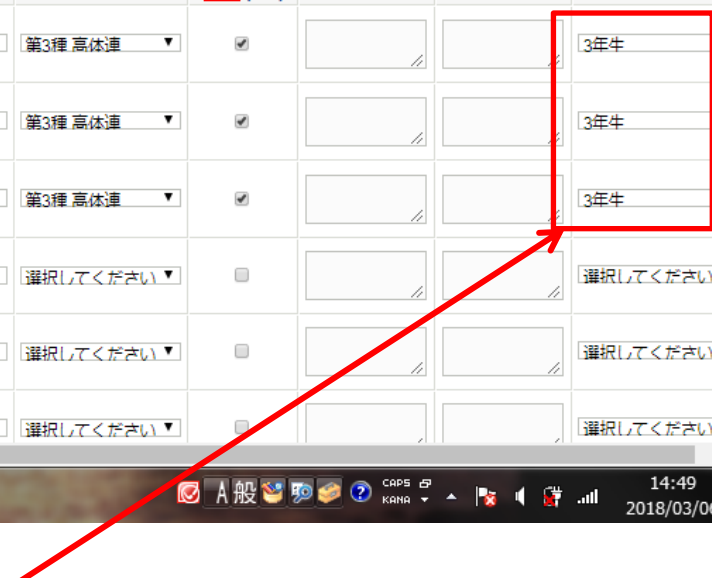 第3種 高体連 3年生
第3種 高体連 3年生
第3種 高体連 3年生
選択してください 選択してください
選択してください 選択してください
選択してください 選択してください
A般 CAPS KANA 14:49
2018/03/06